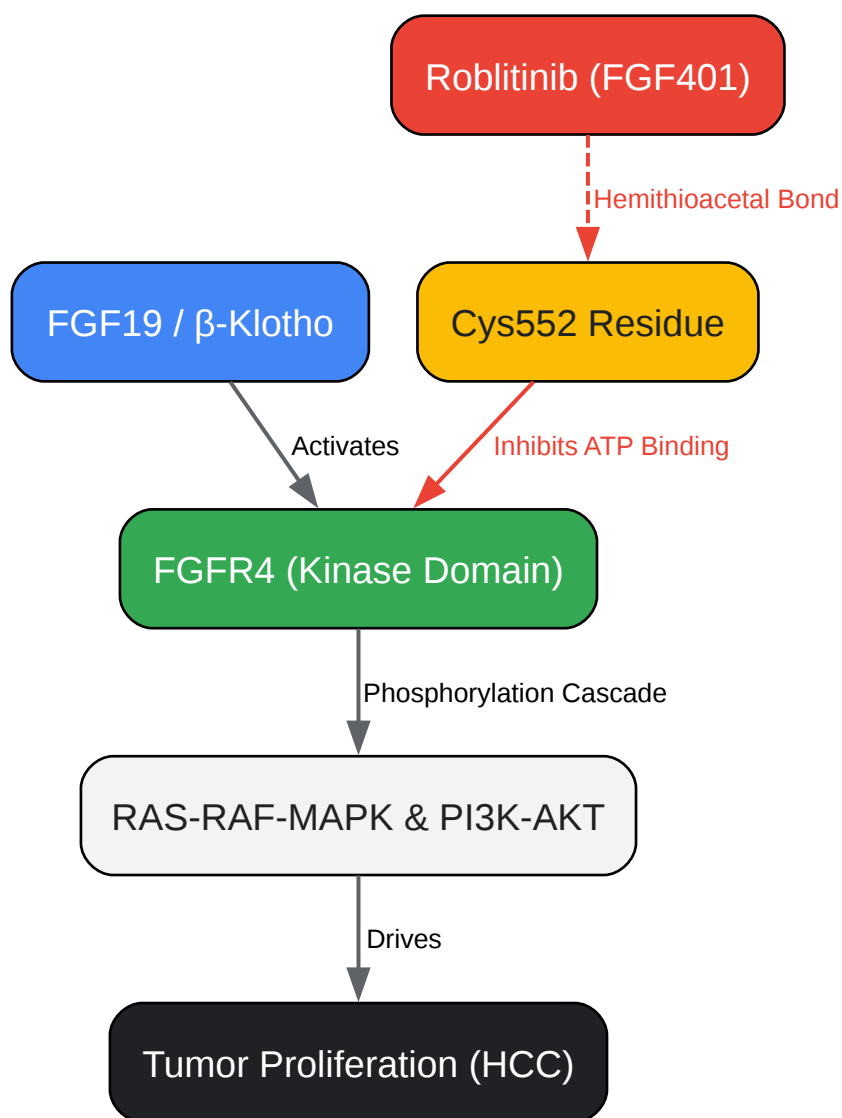 Roblitinib (FGF401)
Hemithioacetal Bond
FGF19 / β-Klotho
Cys552 Residue
Activates
Inhibits ATP Binding
FGFR4 (Kinase Domain)
Phosphorylation Cascade
RAS-RAF-MAPK & PI3K-AKT
Drives
Tumor Proliferation (HCC)